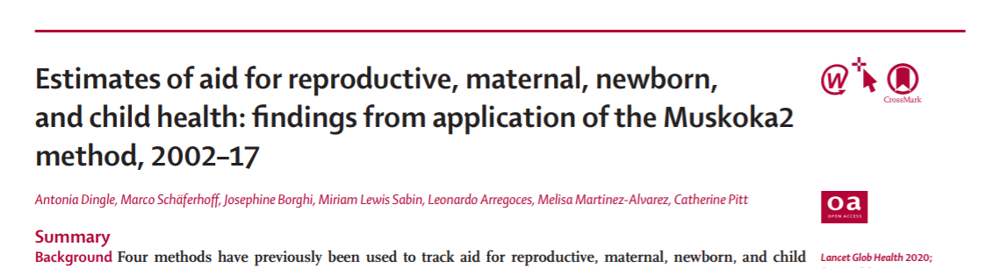 Estimates of aid for reproductive, maternal, newborn,
and child health: findings from application of the Muskoka2
method, 2002–17
W
CrossMark
Antonia Dingle, Marco Schäferhoff, Josephine Borghi, Miriam Lewis Sabin, Leonardo Arregoces, Melisa Martinez-Alvarez, Catherine Pitt
oa
OPEN ACCESS
Summary
Background Four methods have previously been used to track aid for reproductive, maternal, newborn, and child
Lancet Glob Health 2020;